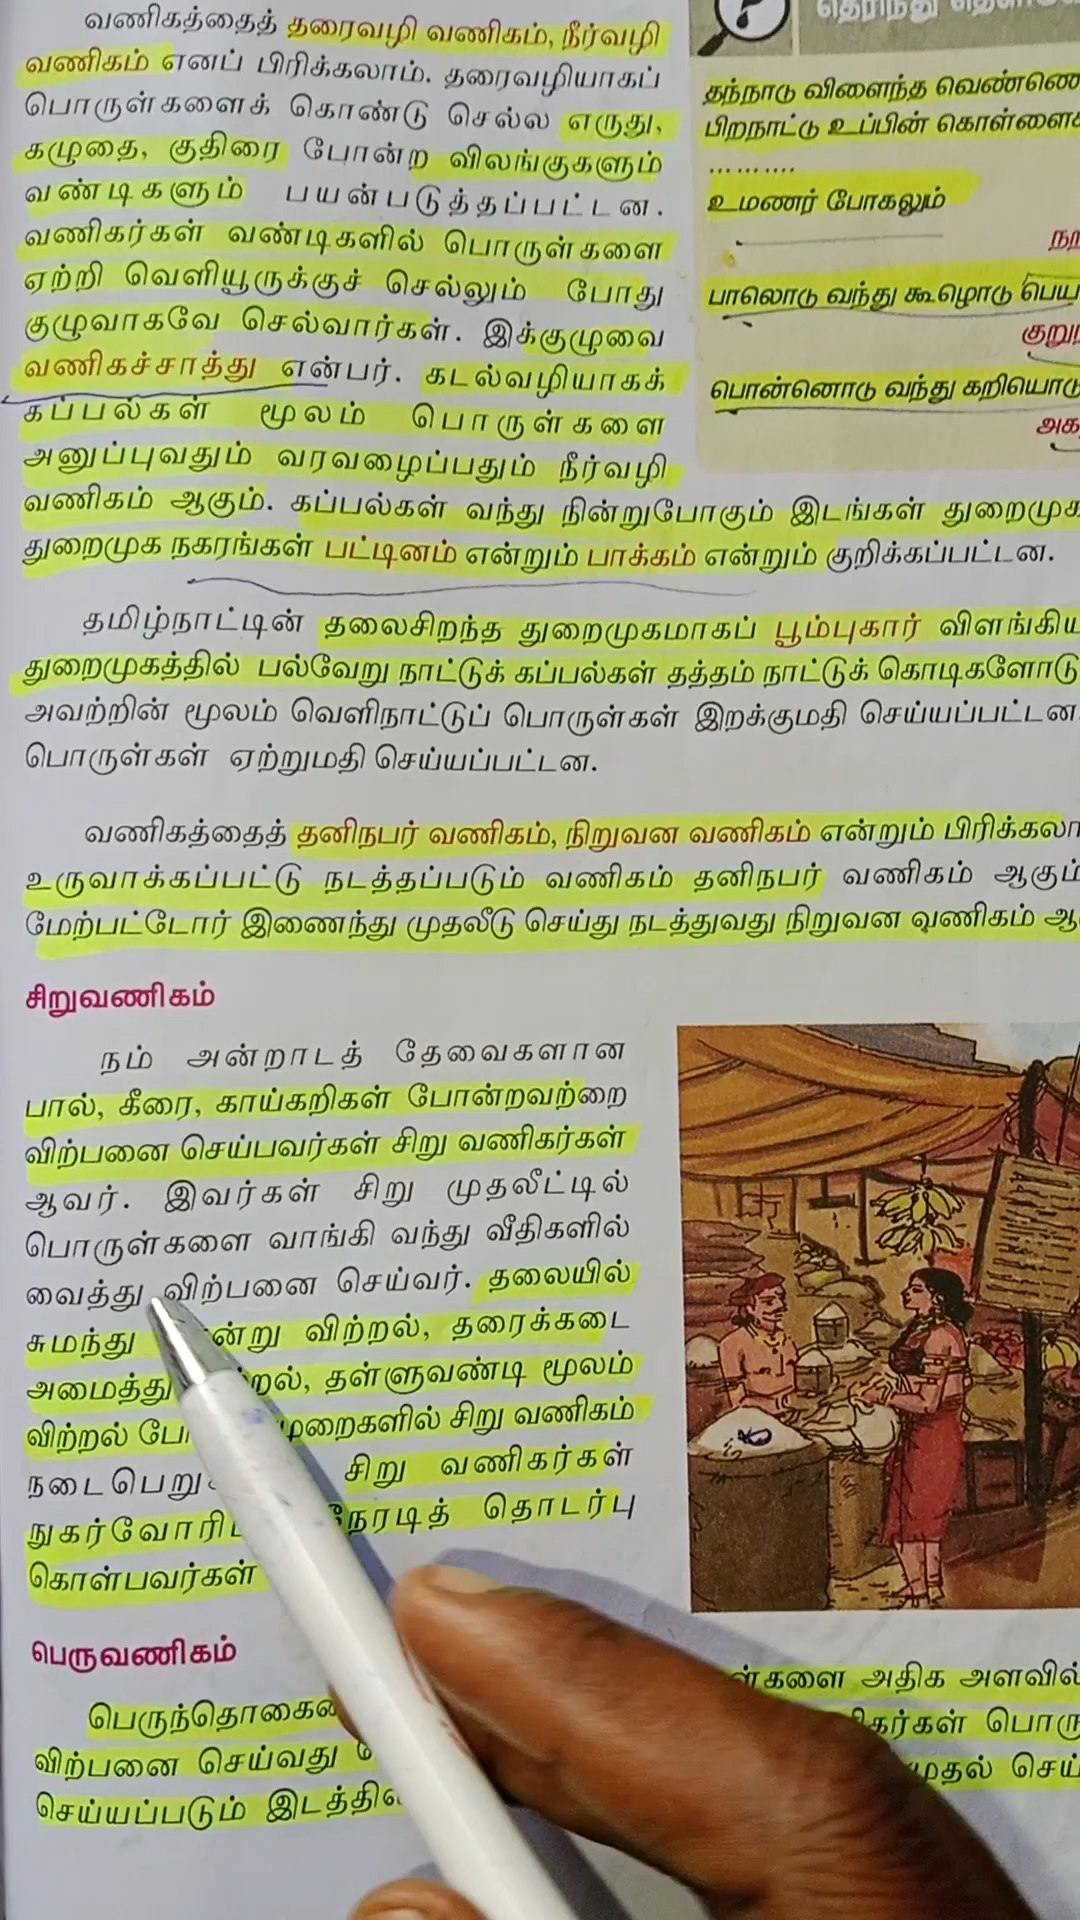 வணிகத்தைத் தரைவழி வணிகம், நீர்வழி
வணிகம் எனப் பிரிக்கலாம். தரைவழியாகப்
பொருள்களைக் கொண்டு செல்ல எருது,
கழுதை, குதிரை போன்ற விலங்குகளும்
வண்டிகளும் பயன்படுத்தப்பட்டன.
வணிகர்கள் வண்டிகளில் பொருள்களை
ஏற்றி வெளியூருக்குச் செல்லும் போது
குழுவாகவே செல்வார்கள். இக்குழுவை
வணிகச்சாத்து என்பர். கடல்வழியாகக்
கப்பல்கள் மூலம் பொருள்களை
அனுப்புவதும் வரவழைப்பதும் நீர்வழி
வணிகம் ஆகும். கப்பல்கள் வந்து நின்றுபோகும் இடங்கள் துறைமுக
துறைமுக நகரங்கள் பட்டினம் என்றும் பாக்கம் என்றும் குறிக்கப்பட்டன.
தந்நாடு விளைந்த வெண்ணெ
பிறநாட்டு உப்பின் கொள்ளை
..........
உமணர் போகலும்
நற்
பாலொடு வந்து கூழொடு பெய
குறு
பொன்னொடு வந்து கறியொடு
அக
தமிழ்நாட்டின் தலைசிறந்த துறைமுகமாகப் பூம்புகார் விளங்கிய
துறைமுகத்தில் பல்வேறு நாட்டுக் கப்பல்கள் தத்தம் நாட்டுக் கொடிகளோடு
அவற்றின் மூலம் வெளிநாட்டுப் பொருள்கள் இறக்குமதி செய்யப்பட்டன
பொருள்கள் ஏற்றுமதி செய்யப்பட்டன.
வணிகத்தைத் தனிநபர் வணிகம், நிறுவன வணிகம் என்றும் பிரிக்கலா
உருவாக்கப்பட்டு நடத்தப்படும் வணிகம் தனிநபர் வணிகம் ஆகும்
மேற்பட்டோர் இணைந்து முதலீடு செய்து நடத்துவது நிறுவன வணிகம் ஆ
சிறுவணிகம்
நம் அன்றாடத் தேவைகளான
பால், கீரை, காய்கறிகள் போன்றவற்றை
விற்பனை செய்பவர்கள் சிறு வணிகர்கள்
ஆவர். இவர்கள் சிறு முதலீட்டில்
பொருள்களை வாங்கி வந்து வீதிகளில்
வைத்து விற்பனை செய்வர். தலையில்
சுமந்து ன்று விற்றல், தரைக்கடை
அமைத்து றல், தள்ளுவண்டி மூலம்
விற்றல் போ முறைகளில் சிறு வணிகம்
நடைபெறு சிறு வணிகர்கள்
நுகர்வோரி நேரடித் தொடர்பு
கொள்பவர்கள்
பெருவணிகம்
பெருந்தொகை ள்களை அதிக அளவில்
விற்பனை செய்வது கர்கள் பொரு
செய்யப்படும் இடத்தி முதல் செய்